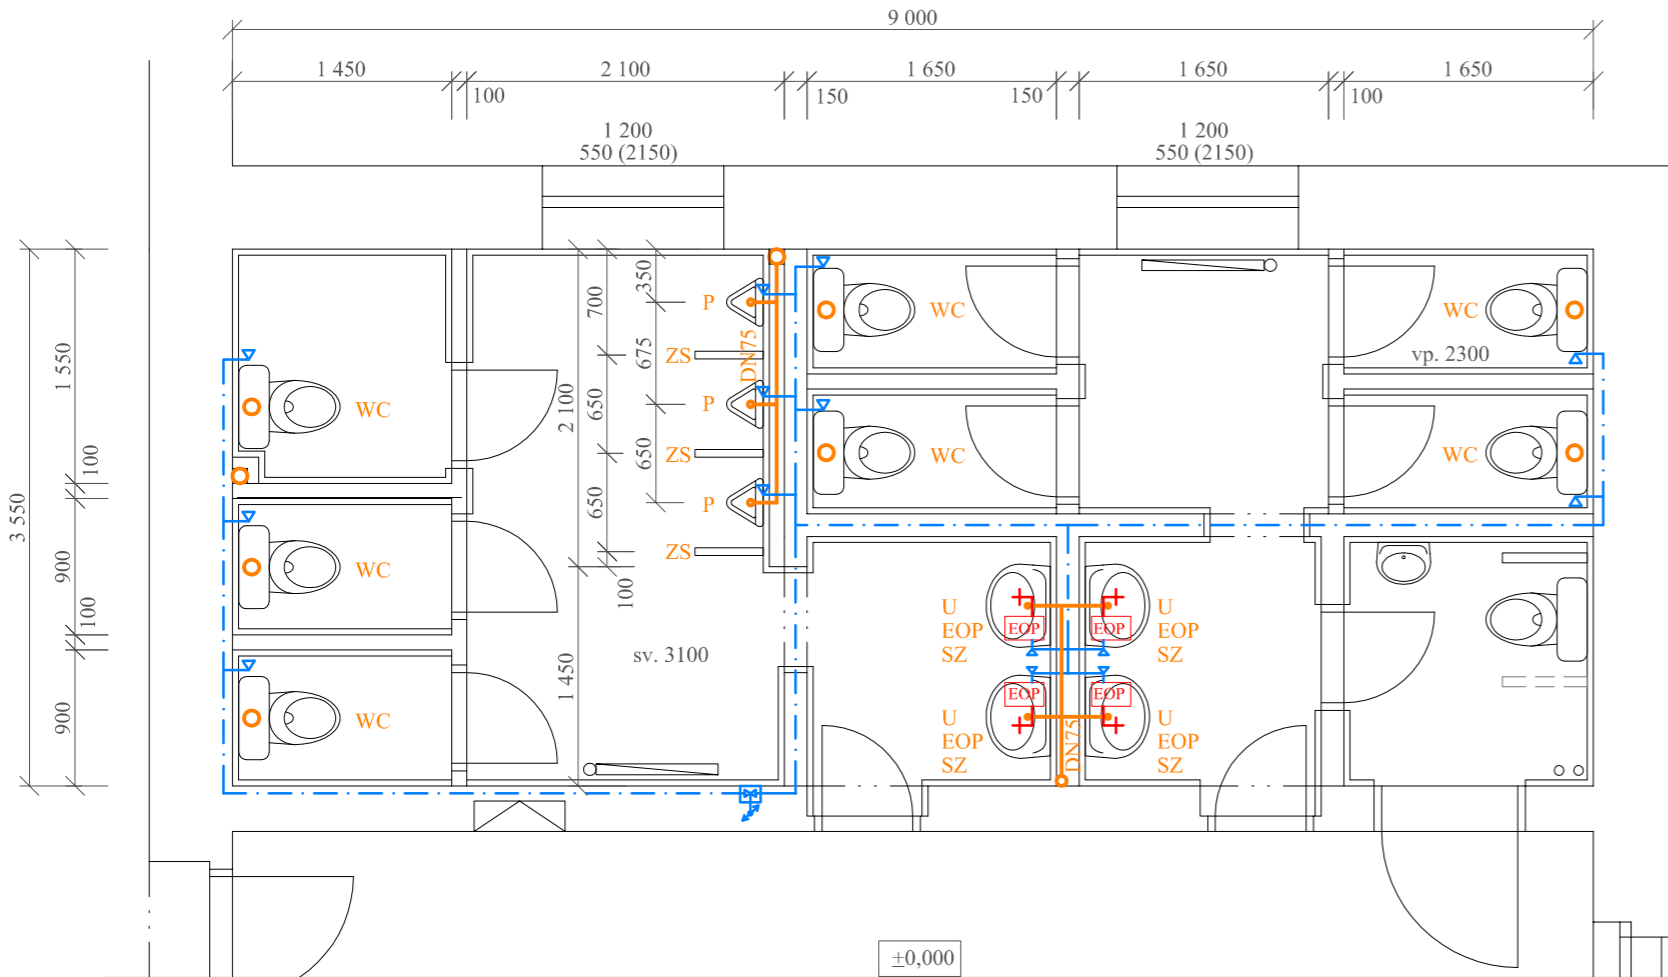 9 000
1 450
2 100
1 650
1 650
1 650
100
150
150
100
1 200
550 (2150)
1 200
550 (2150)
3 550
1 550
100
900
100
900
WC
WC
WC
2 100
1 450
700
650
650
100
350
675
650
P
ZS
P
ZS
P
ZS
DN75
sv. 3100
WC
WC
WC
vp. 2300
WC
U
EOP
SZ
U
EOP
SZ
EOP
EOP
EOP
EOP
U
EOP
SZ
U
EOP
SZ
DN75
±0,000